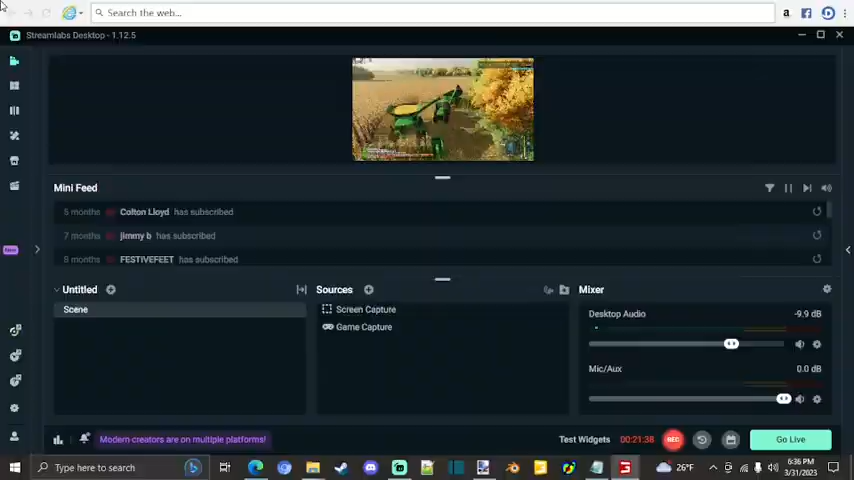 Search the web...
Streamlabs Desktop - 1.12.5
Mini Feed
5 months Colton Lloyd has subscribed
7 months jimmy b has subscribed
8 months FESTIVEFEET has subscribed
Untitled
Scene
Sources
Screen Capture
Game Capture
Mixer
Desktop Audio -9.9 dB
Mic/Aux 0.0 dB
New
Modern creators are on multiple platforms!
Test Widgets 00:21:38 REC Go Live
Type here to search
26°F
6:36 PM
3/31/2023